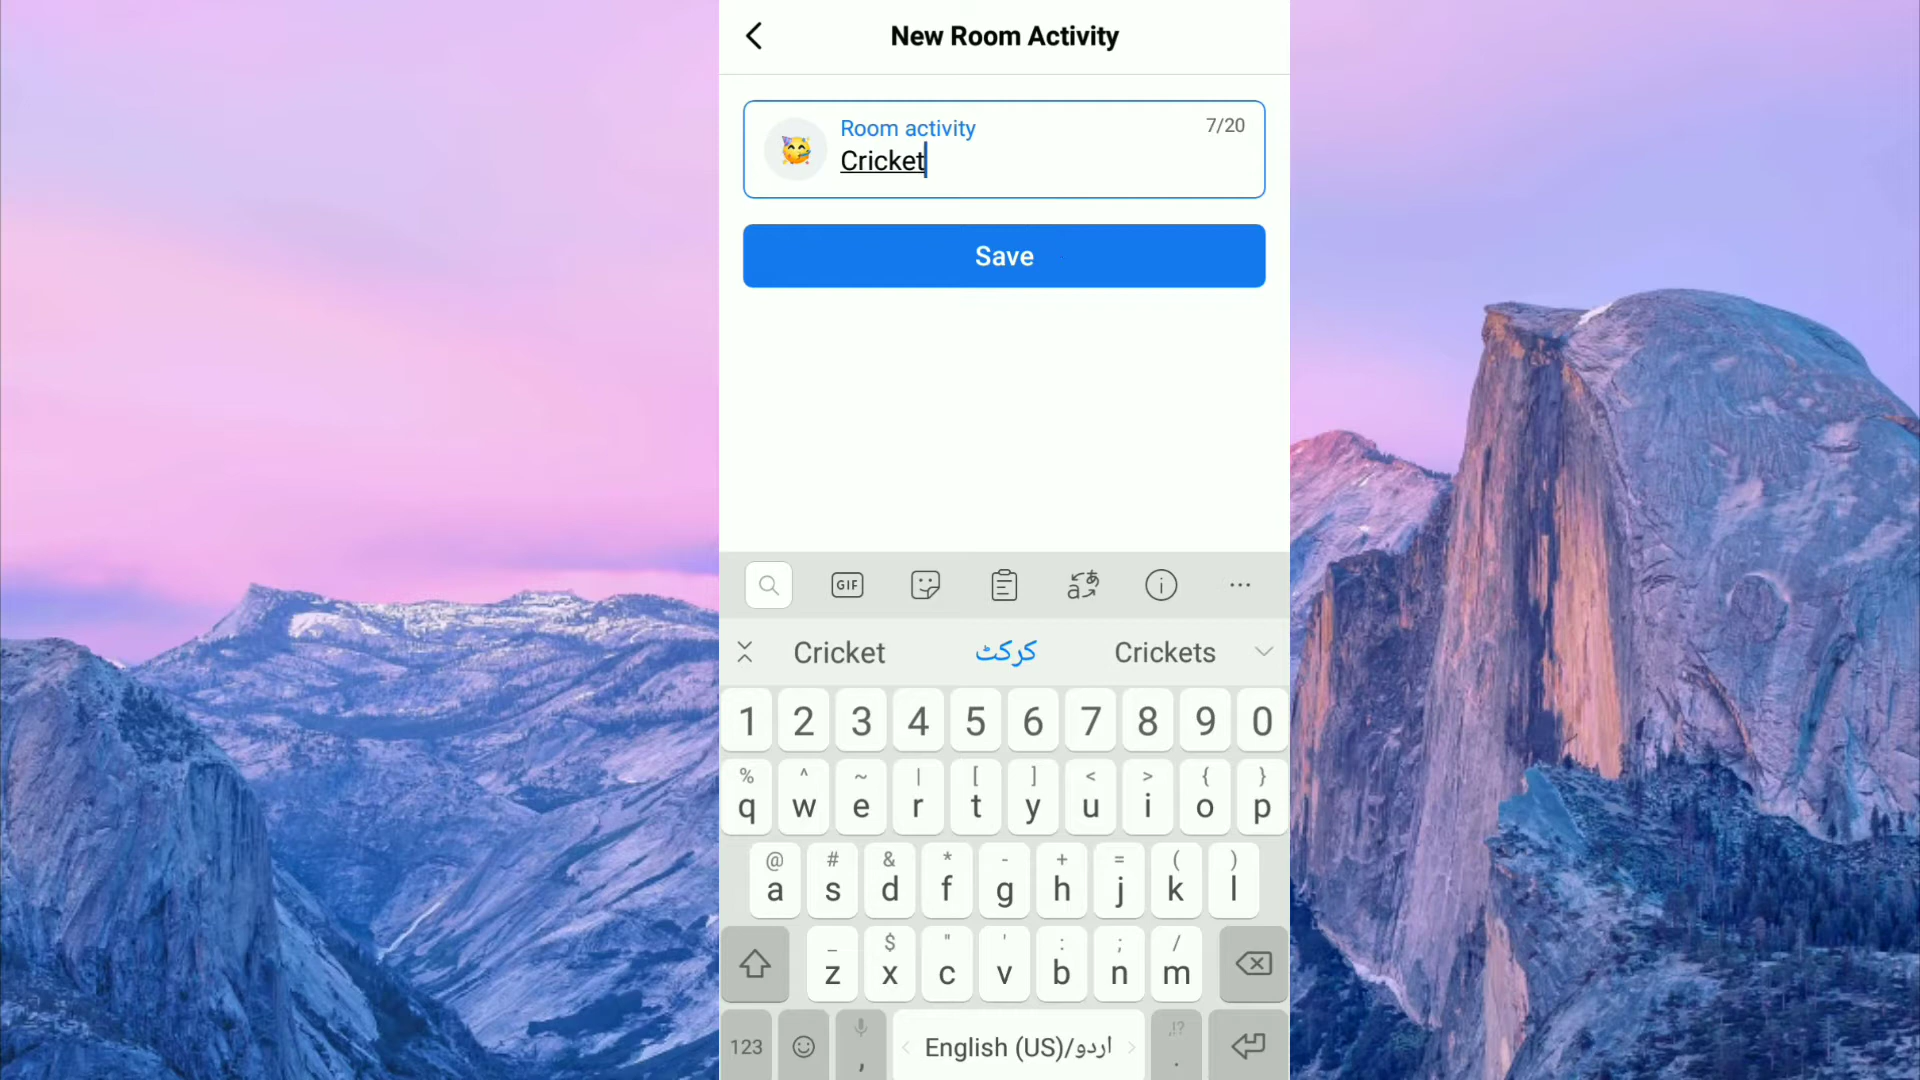 New Room Activity
Room activity
7/20
Cricket
Save
GIF
Cricket کرکٹ Crickets
1 2 3 4 5 6 7 8 9 0
% ^ ~ | [ ] < > { }
q w e r t y u i o p
@ # & * - + = ( )
a s d f g h j k l
_ $ " ' : ; /
z x c v b n m
,!?
123 , English (US)/اردو .